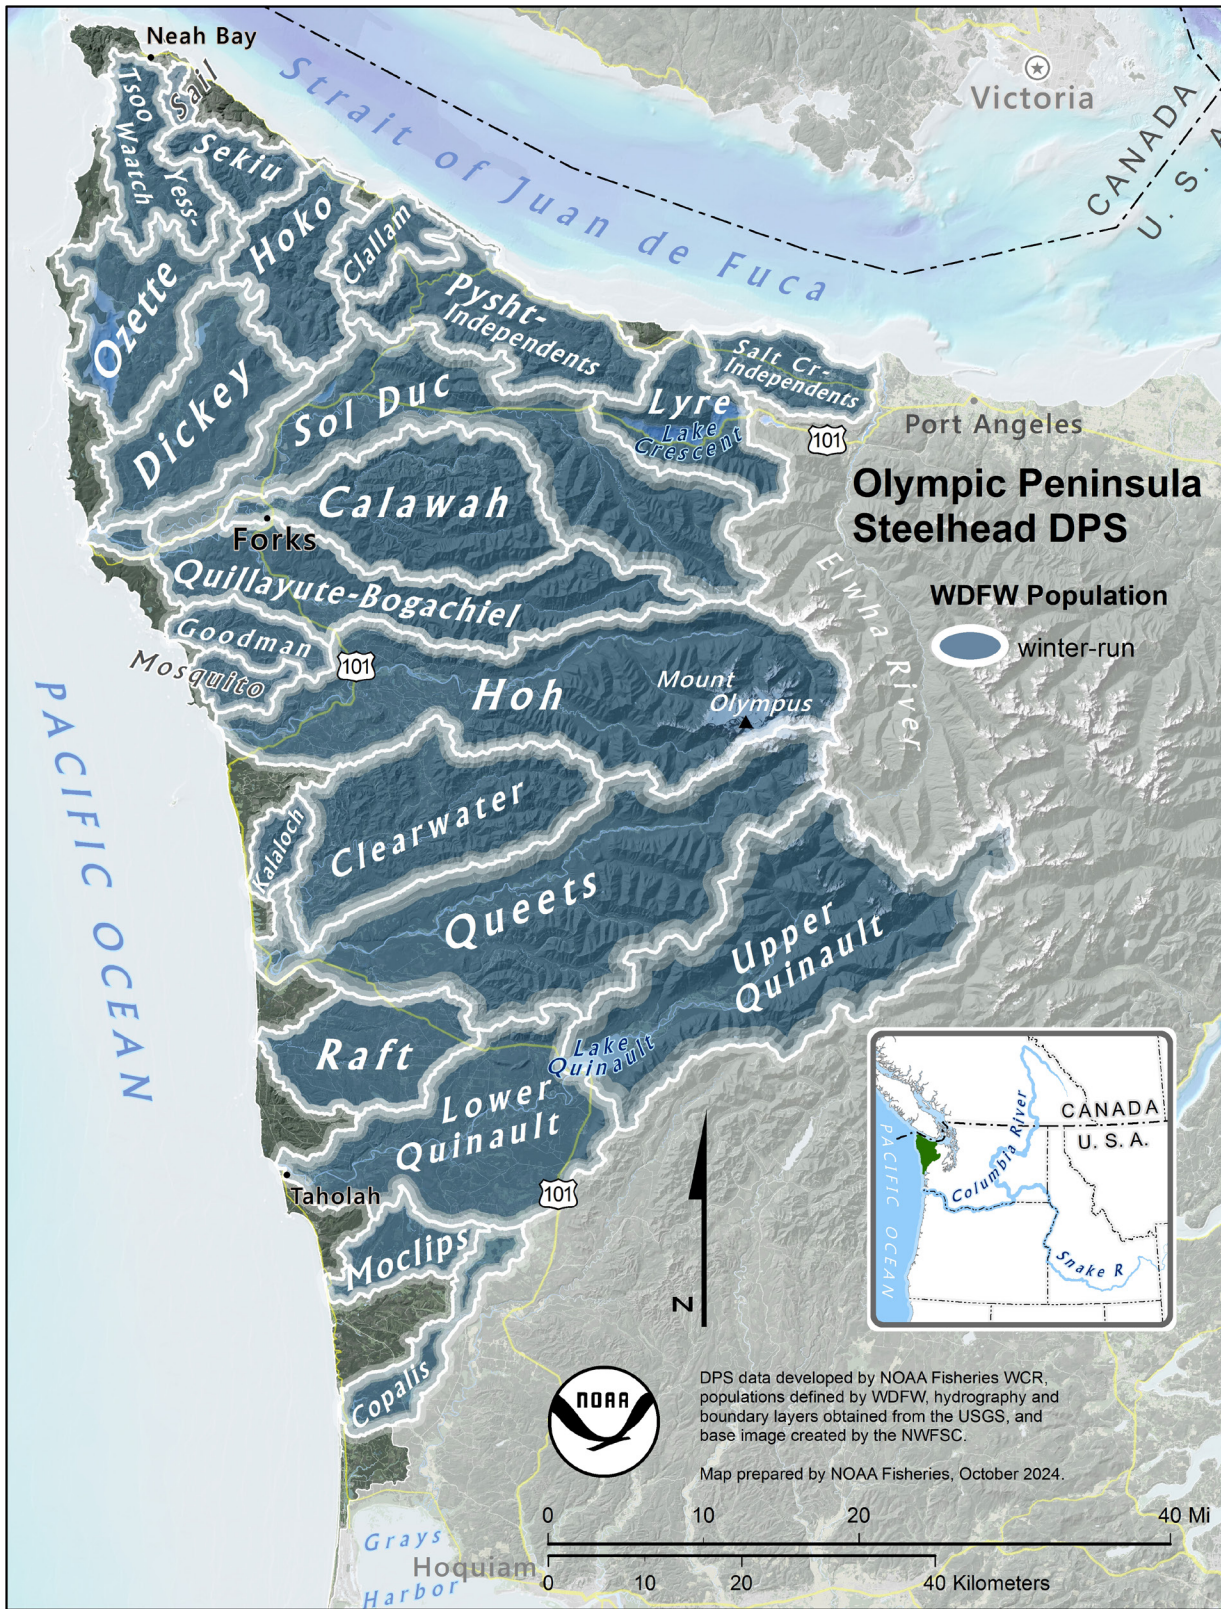 Neah Bay
Tsoo
Waatch
Yess-
Sail
Sekiu
Hoko
Clallam
Strait of Juan de Fuca
Victoria
CANADA
U. S. A.
Ozette
Dickey
Pysht-
Independents
Salt Cr-
Independents
Sol Duc
Lyre
Lake
Crescent
101
Port Angeles
Olympic Peninsula
Steelhead DPS
WDFW Population
winter-run
Calawah
Forks
Quillayute-Bogachiel
Elwha River
Goodman
Mosquito
101
Hoh
Mount
Olympus
PACIFIC OCEAN
Kalaloch
Clearwater
Queets
Upper
Quinault
Raft
Lake
Quinault
Lower
Quinault
Taholah
101
Moclips
Copalis
N
CANADA
U. S. A.
Columbia River
PACIFIC OCEAN
Snake R
NOAA
DPS data developed by NOAA Fisheries WCR,
populations defined by WDFW, hydrography and
boundary layers obtained from the USGS, and
base image created by the NWFSC.
Map prepared by NOAA Fisheries, October 2024.
0 10 20 40 Mi
0 10 20 40 Kilometers
Grays
Harbor
Hoquiam